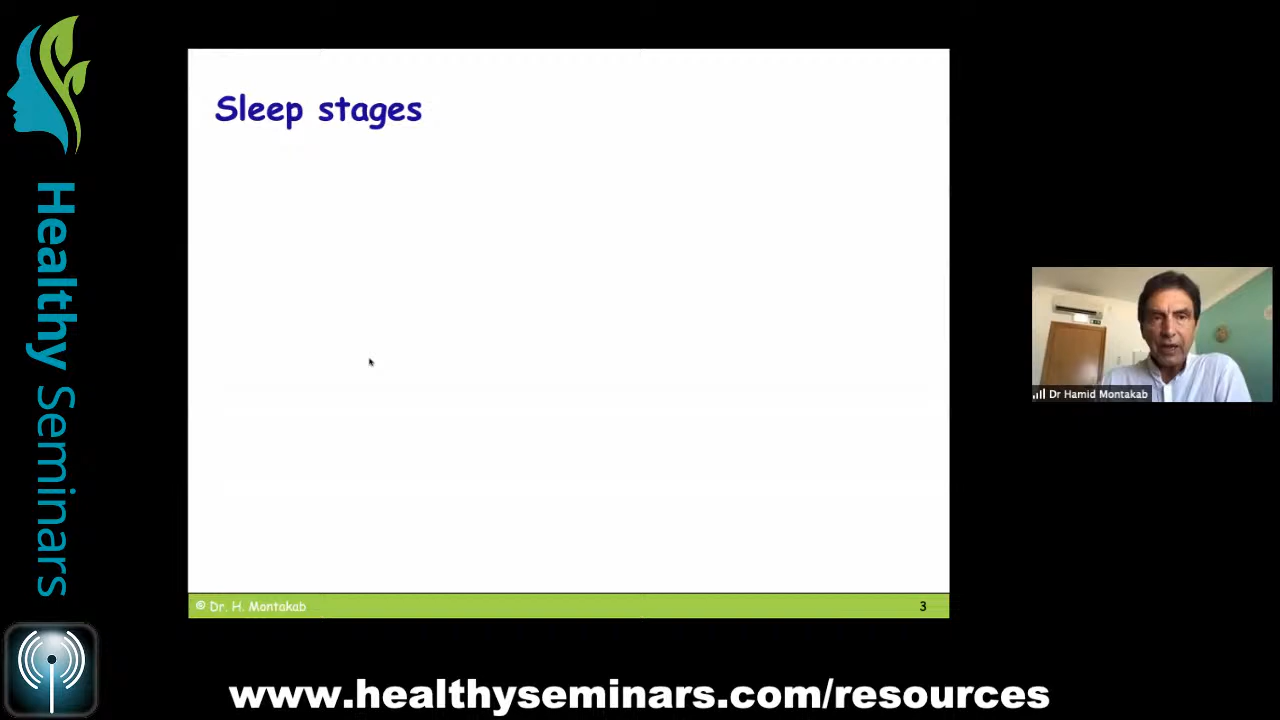 Healthy Seminars
Sleep stages
Dr Hamid Montakab
© Dr. H. Montakab
3
www.healthyseminars.com/resources